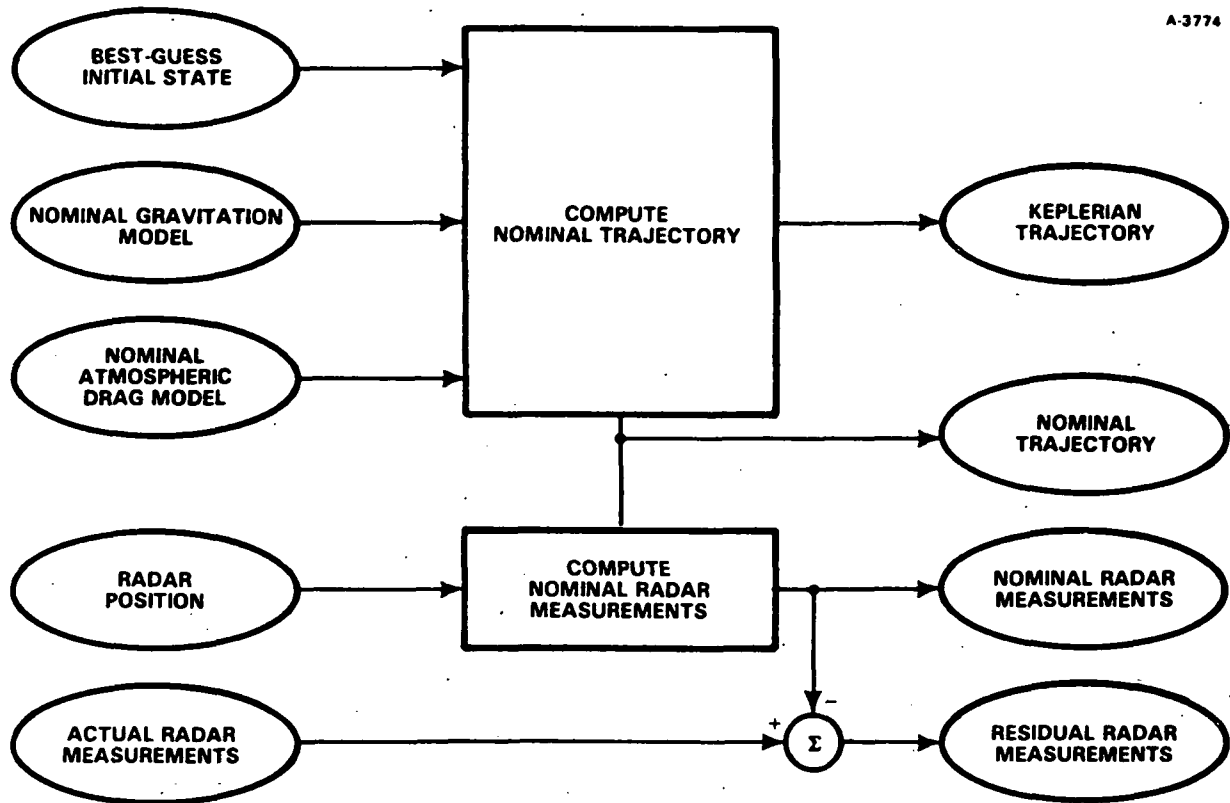 A-3774
BEST-GUESS
INITIAL STATE
NOMINAL GRAVITATION
MODEL
NOMINAL
ATMOSPHERIC
DRAG MODEL
COMPUTE
NOMINAL TRAJECTORY
KEPLERIAN
TRAJECTORY
NOMINAL
TRAJECTORY
RADAR
POSITION
COMPUTE
NOMINAL RADAR
MEASUREMENTS
NOMINAL RADAR
MEASUREMENTS
ACTUAL RADAR
MEASUREMENTS
+
−
Σ
RESIDUAL RADAR
MEASUREMENTS